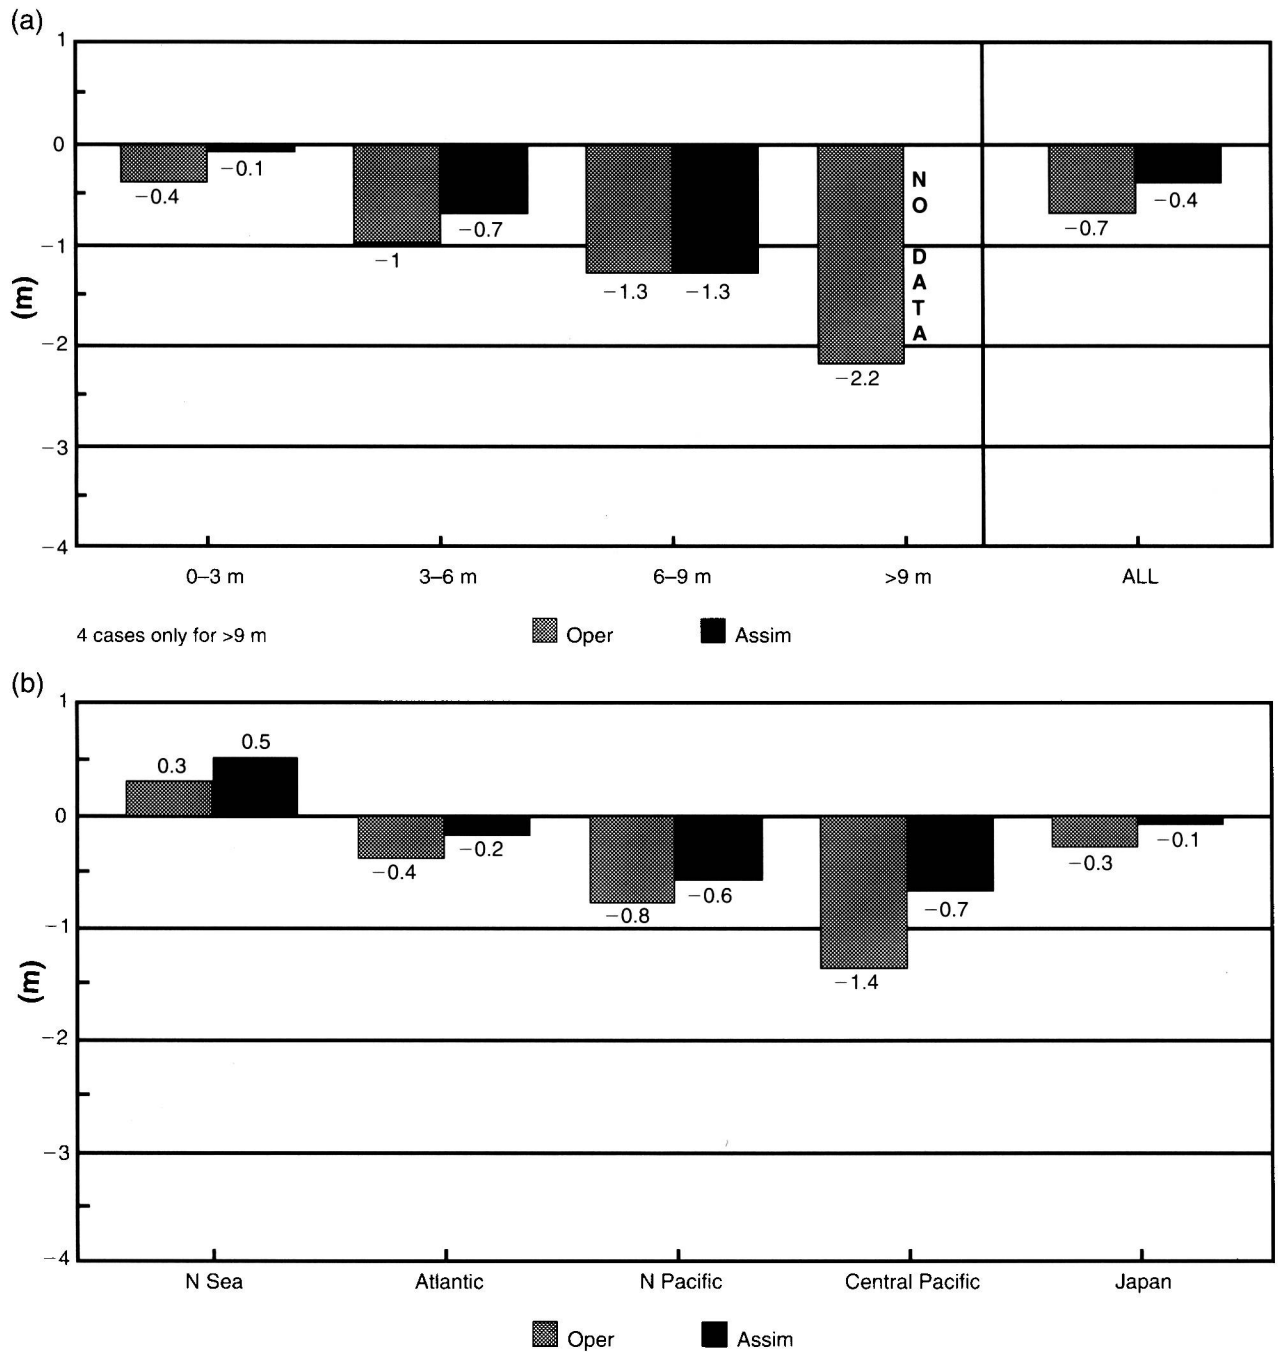 (a)
1
0
−1
−2
−3
−4
(m)
−0.4
−0.1
−1
−0.7
−1.3
−1.3
−2.2
NO DATA
−0.7
−0.4
0–3 m
3–6 m
6–9 m
>9 m
ALL
4 cases only for >9 m
Oper
Assim
(b)
1
0
−1
−2
−3
−4
(m)
0.3
0.5
−0.4
−0.2
−0.8
−0.6
−1.4
−0.7
−0.3
−0.1
N Sea
Atlantic
N Pacific
Central Pacific
Japan
Oper
Assim